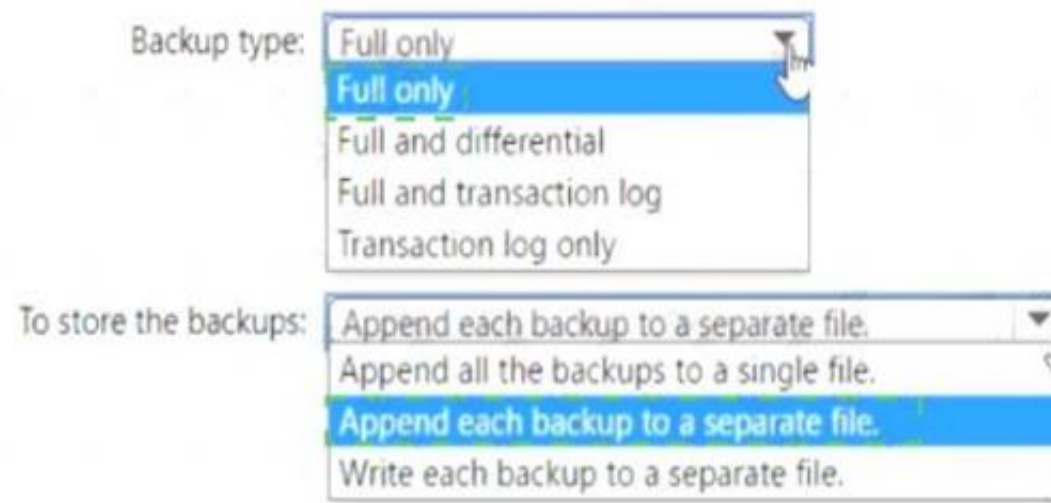 Backup type: Full only
Full only
Full and differential
Full and transaction log
Transaction log only
To store the backups: Append each backup to a separate file.
Append all the backups to a single file.
Append each backup to a separate file.
Write each backup to a separate file.